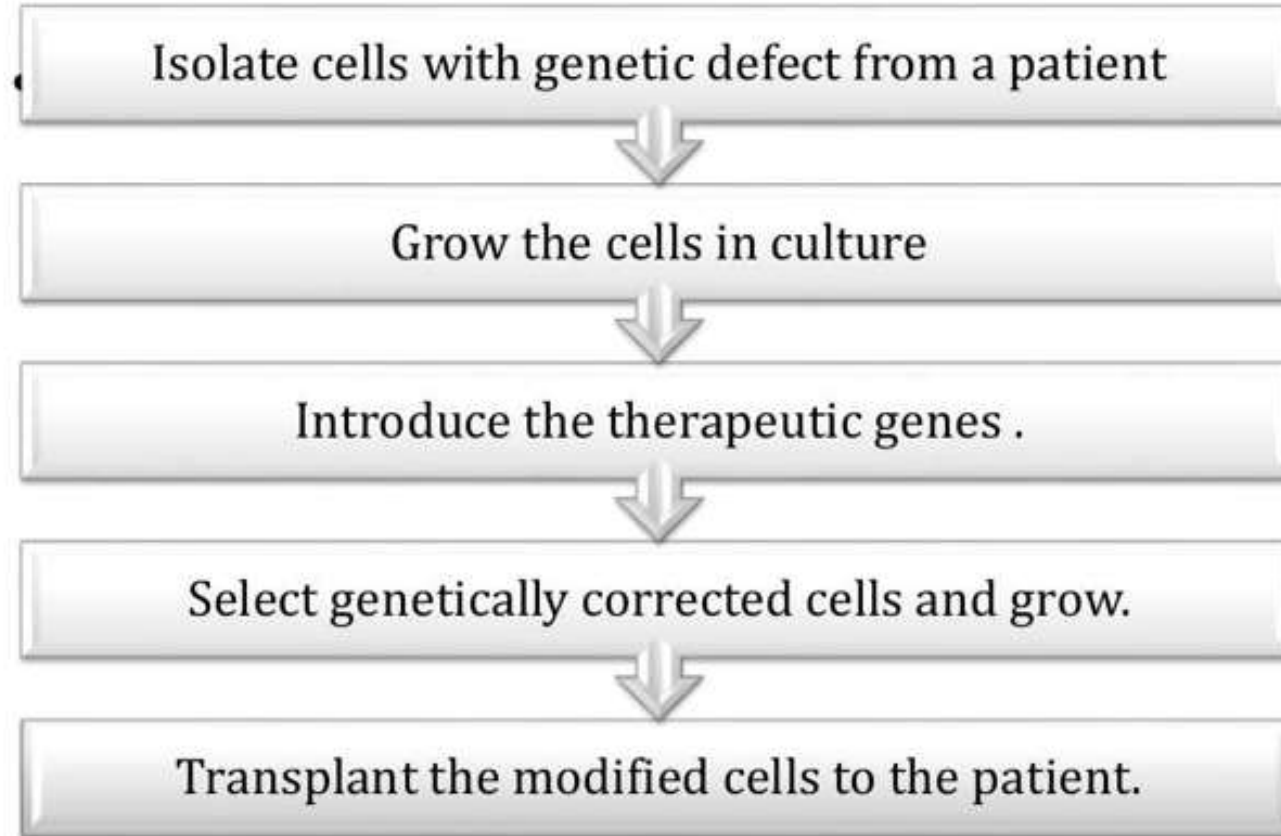 Isolate cells with genetic defect from a patient
Grow the cells in culture
Introduce the therapeutic genes .
Select genetically corrected cells and grow.
Transplant the modified cells to the patient.